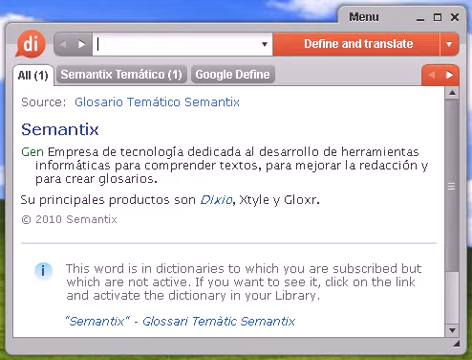 Menu
di
Define and translate
All (1) Semantix Temático (1) Google Define
Source: Glosario Temático Semantix
Semantix
Gen Empresa de tecnología dedicada al desarrollo de herramientas
informáticas para comprender textos, para mejorar la redacción y
para crear glosarios.
Su principales productos son Dixio, Xtyle y Gloxr.
© 2010 Semantix
i
This word is in dictionaries to which you are subscribed but
which are not active. If you want to see it, click on the link
and activate the dictionary in your Library.
"Semantix" - Glossari Temàtic Semantix